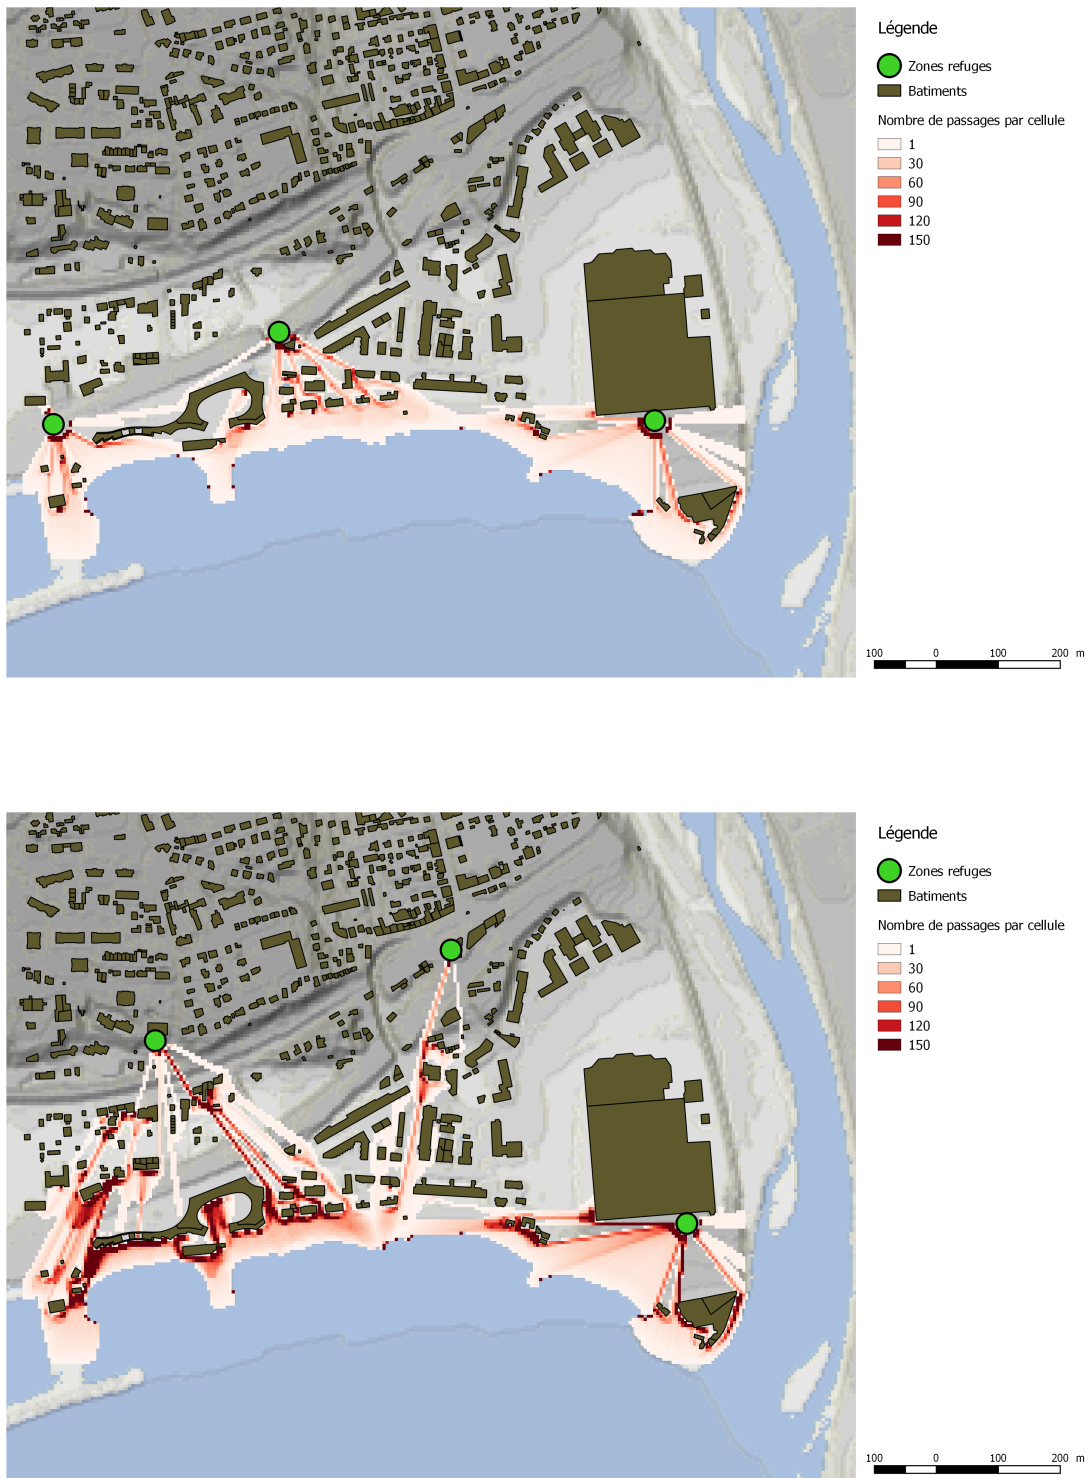 Légende
Zones refuges
Batiments
Nombre de passages par cellule
1
30
60
90
120
150
100 0 100 200 m
Légende
Zones refuges
Batiments
Nombre de passages par cellule
1
30
60
90
120
150
100 0 100 200 m